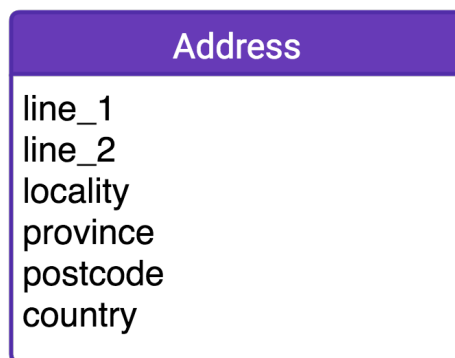 Address
line_1
line_2
locality
province
postcode
country